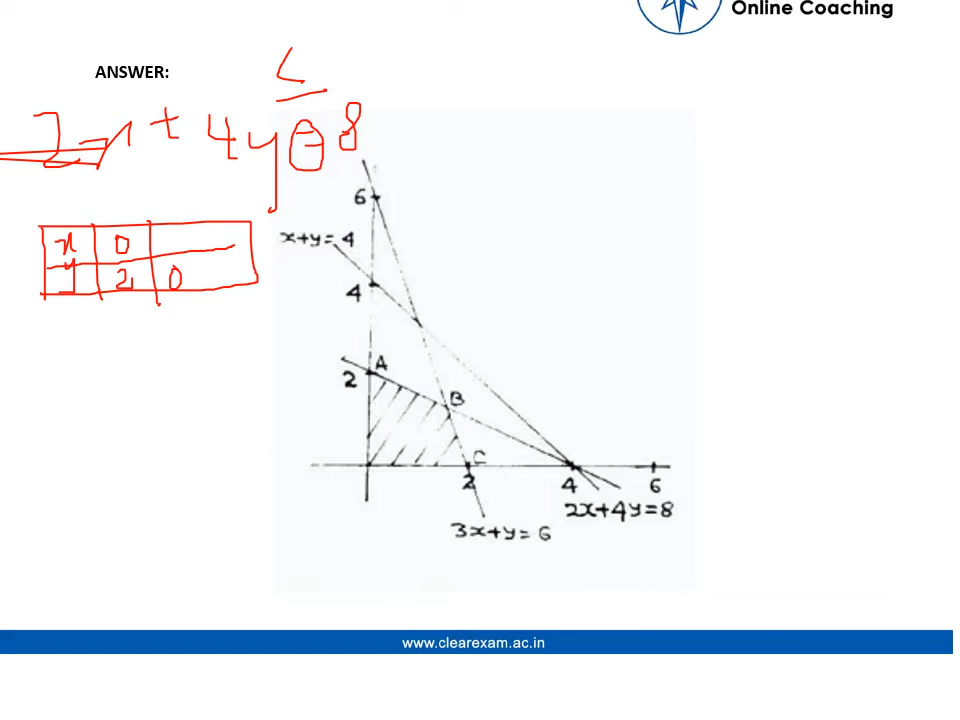 Online Coaching
ANSWER:
≤
2x + 4y = 8
x 0
y 2 0
6
x+y=4
4
A
2
B
C
2 4 6
2x+4y=8
3x+y=6
www.clearexam.ac.in